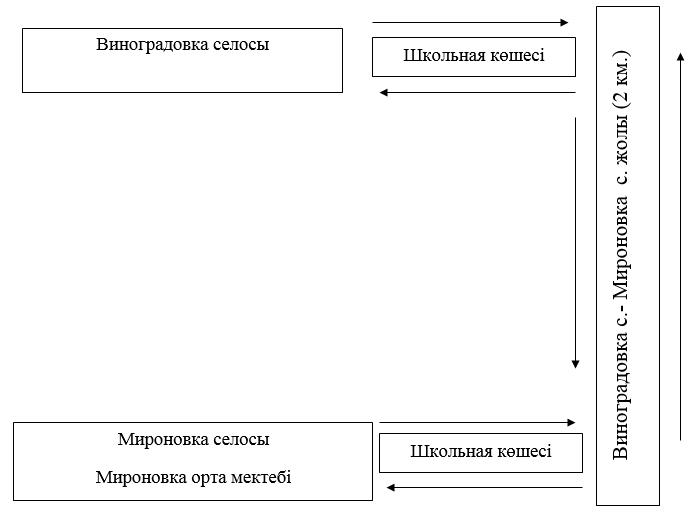 Виноградовка селосы
Школьная көшесі
Виноградовка с.- Мироновка  с. жолы (2 км.)
Мироновка селосы
Мироновка орта мектебі
Школьная көшесі